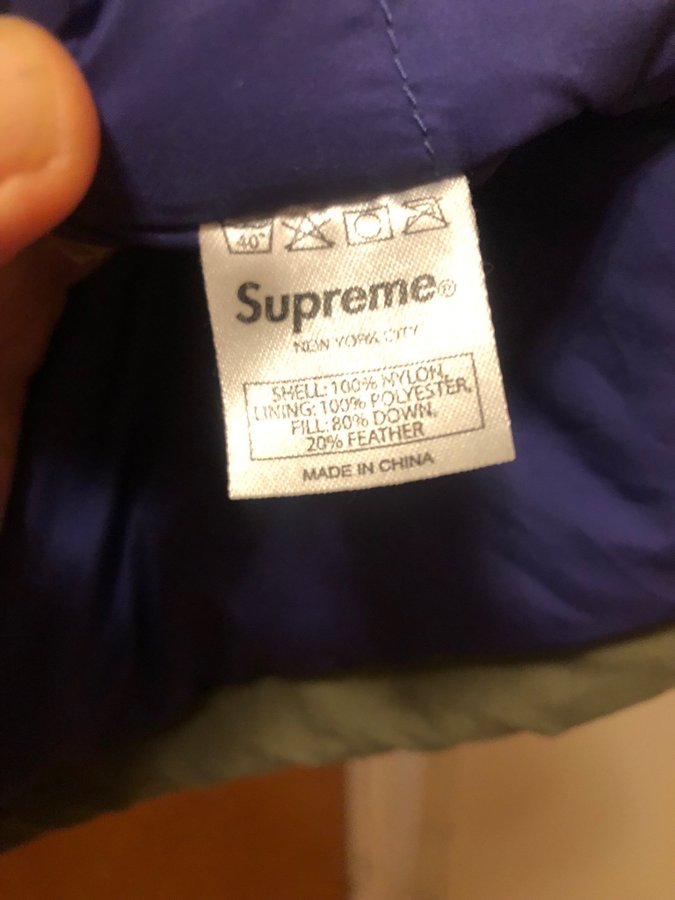 40°
Supreme®
NEW YORK CITY
SHELL: 100% NYLON,
LINING: 100% POLYESTER,
FILL: 80% DOWN,
20% FEATHER
MADE IN CHINA